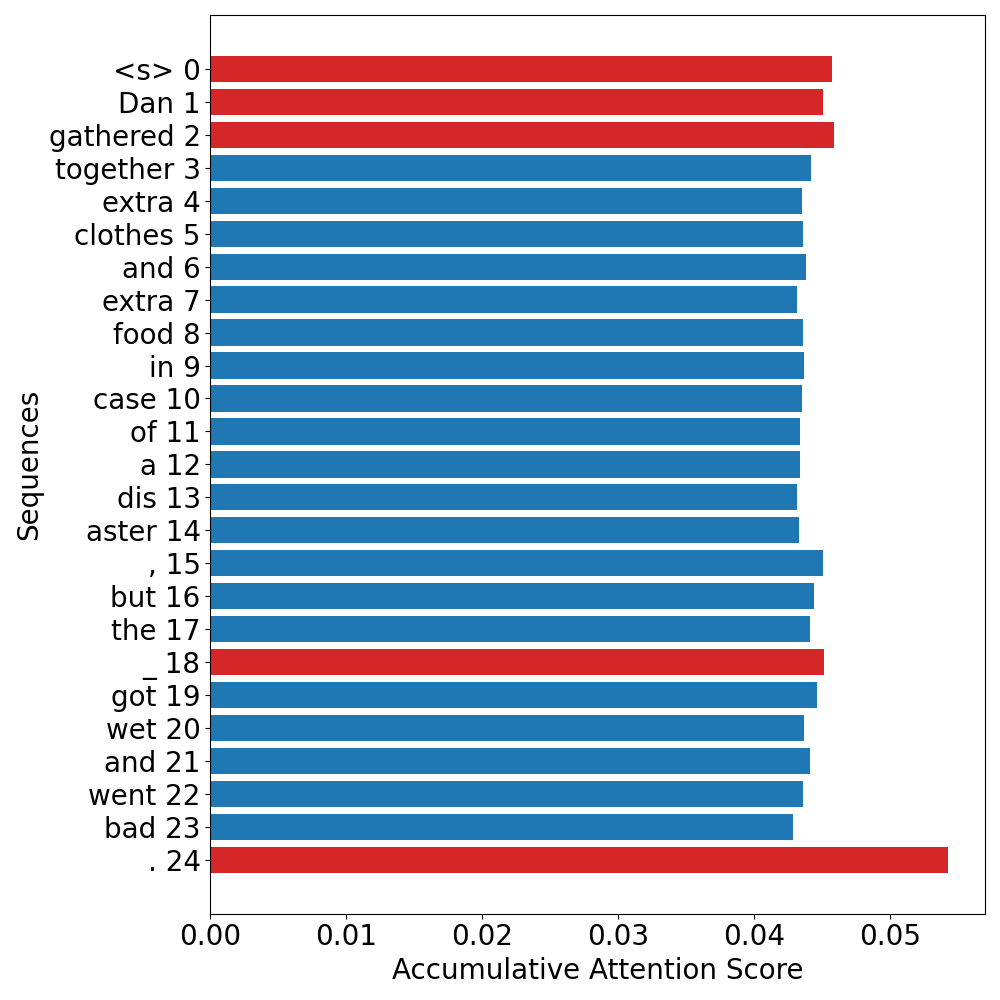 <s> 0
Dan 1
gathered 2
together 3
extra 4
clothes 5
and 6
extra 7
food 8
in 9
case 10
of 11
a 12
dis 13
aster 14
, 15
but 16
the 17
_ 18
got 19
wet 20
and 21
went 22
bad 23
. 24
Sequences
0.00 0.01 0.02 0.03 0.04 0.05
Accumulative Attention Score